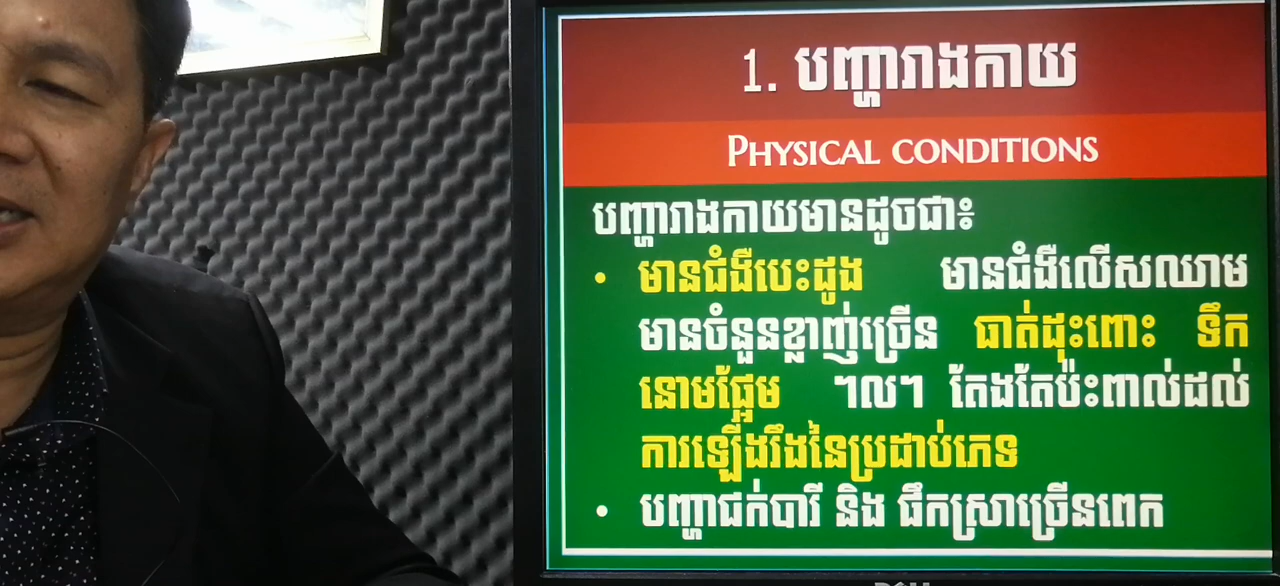 1. បញ្ហារាងកាយ
PHYSICAL CONDITIONS
បញ្ហារាងកាយមានដូចជា៖
• មានជំងឺបេះដូង មានជំងឺលើសឈាម
មានចំនួនខ្លាញ់ច្រើន ធាត់ដុះពោះ ទឹក
នោមផ្អែម ។ល។ តែងតែប៉ះពាល់ដល់
ការឡើងរឹងនៃប្រដាប់ភេទ
• បញ្ហាជក់បារី និង ផឹកស្រាច្រើនពេក